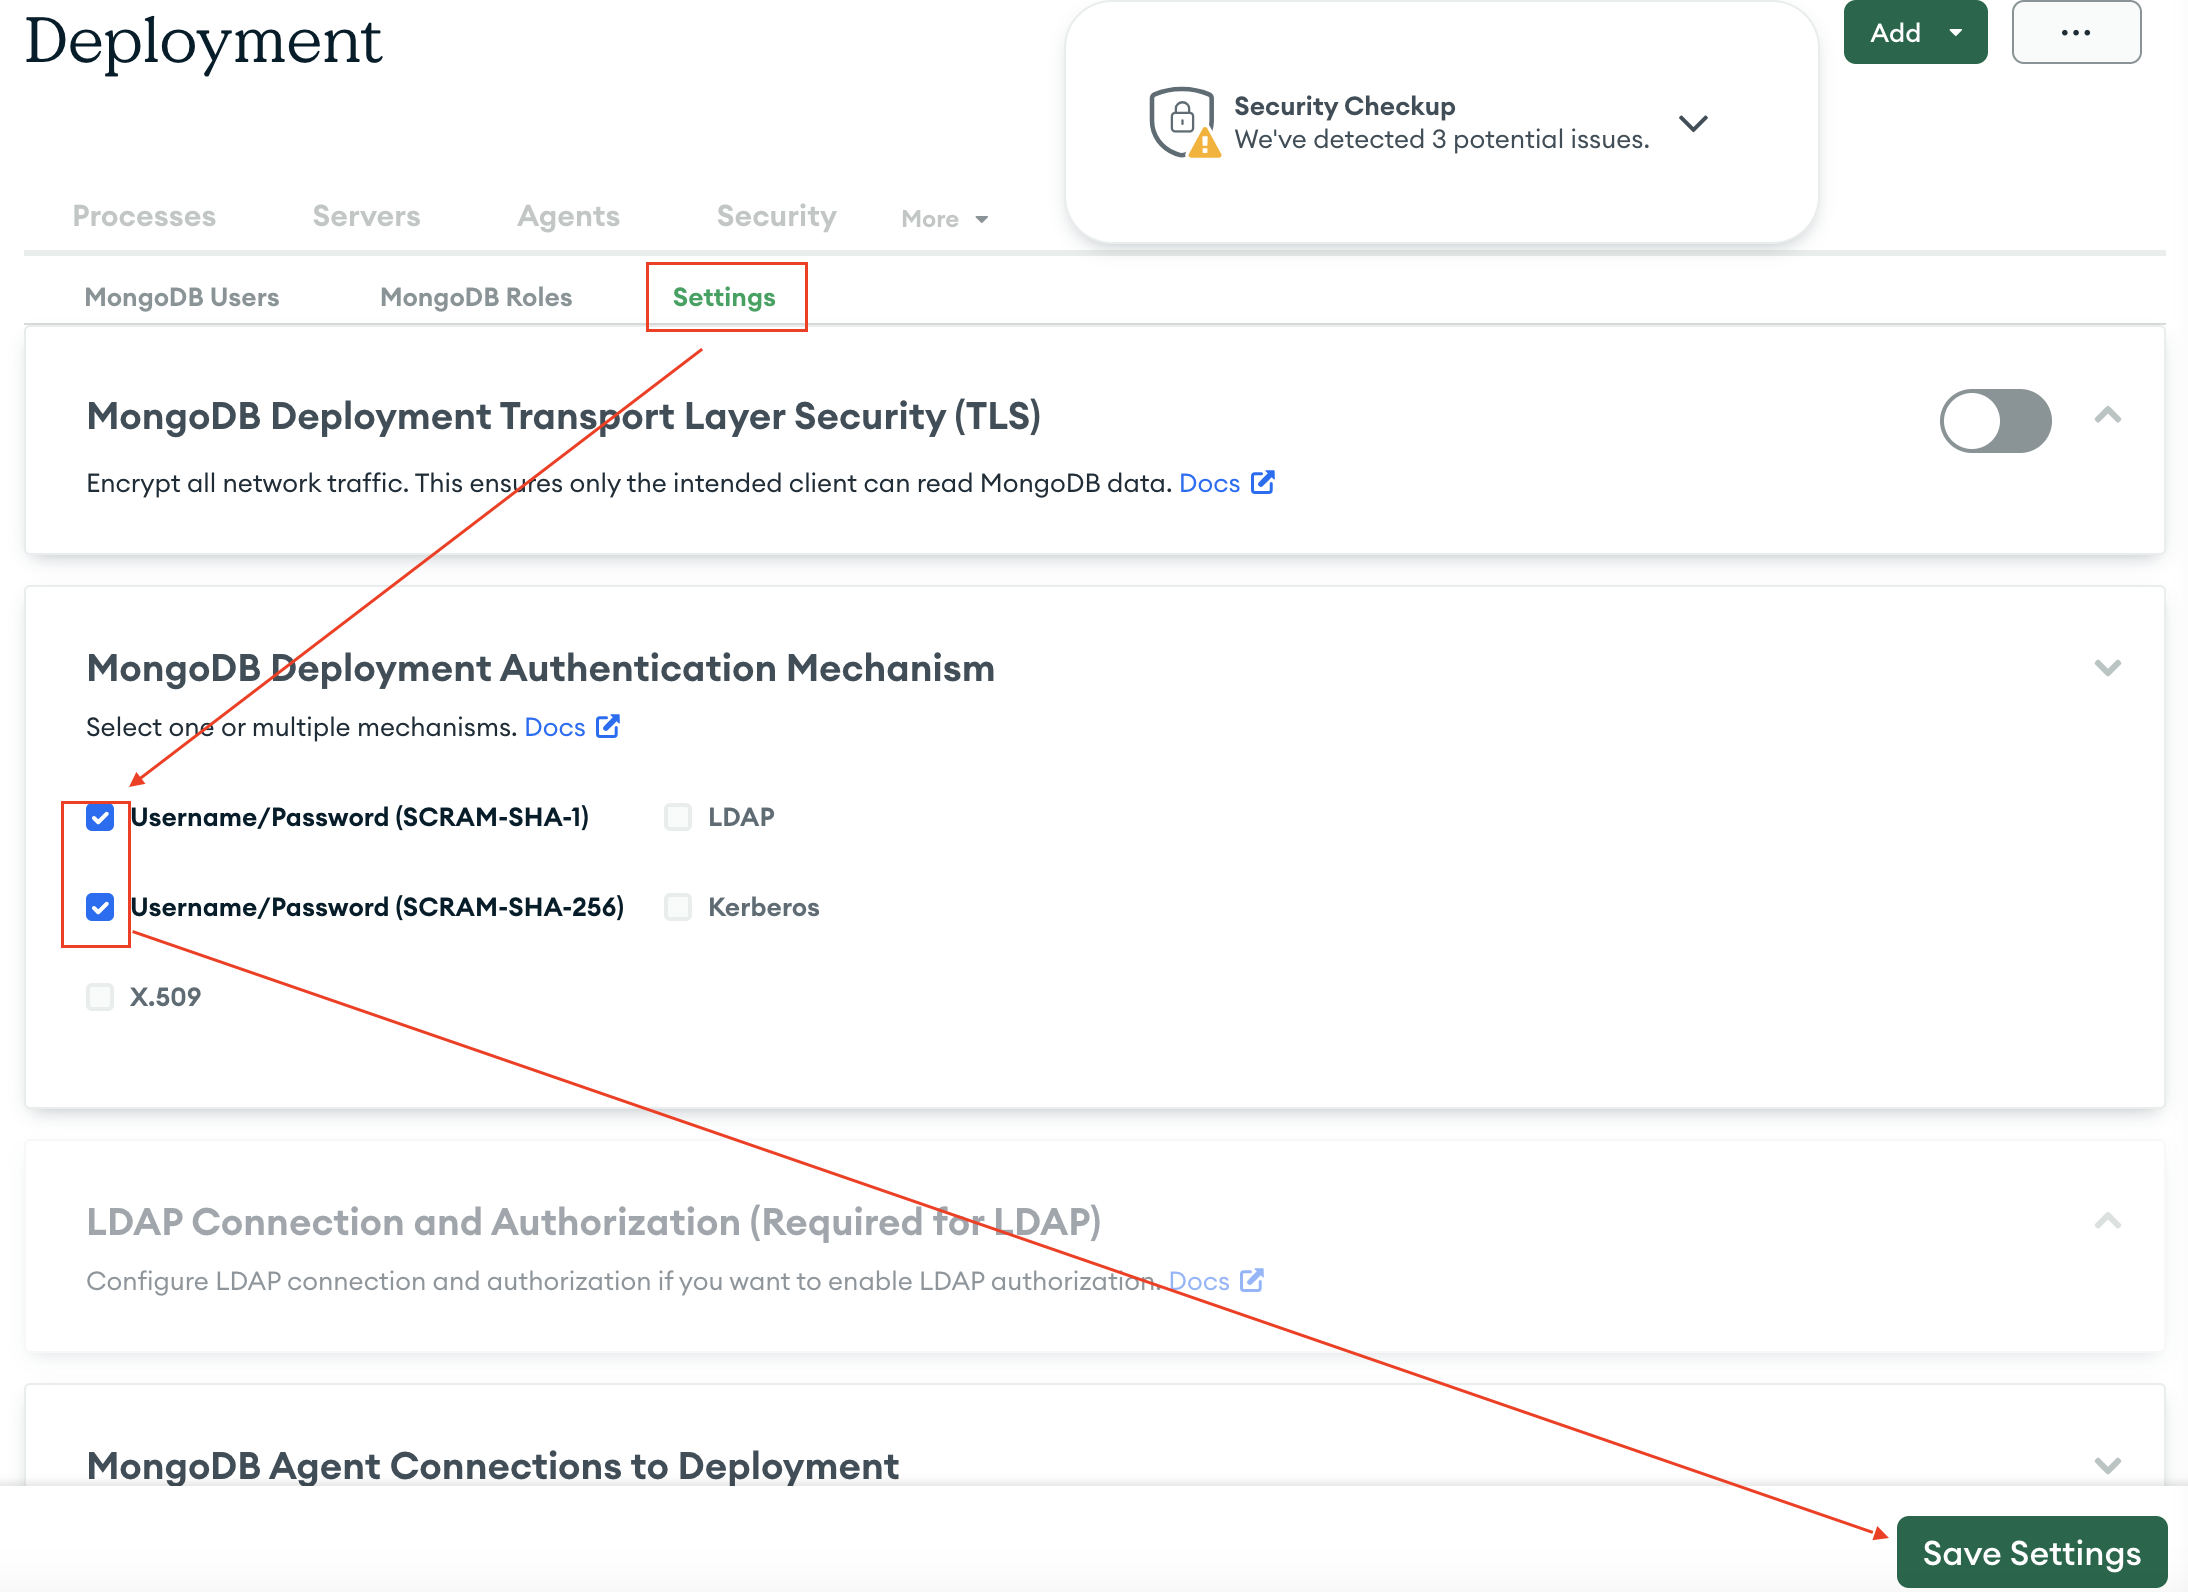 Deployment
Add
Security Checkup
We've detected 3 potential issues.
Processes Servers Agents Security More
MongoDB Users MongoDB Roles Settings
MongoDB Deployment Transport Layer Security (TLS)
Encrypt all network traffic. This ensures only the intended client can read MongoDB data. Docs
MongoDB Deployment Authentication Mechanism
Select one or multiple mechanisms. Docs
Username/Password (SCRAM-SHA-1) LDAP
Username/Password (SCRAM-SHA-256) Kerberos
X.509
LDAP Connection and Authorization (Required for LDAP)
Configure LDAP connection and authorization if you want to enable LDAP authorization. Docs
MongoDB Agent Connections to Deployment
Save Settings